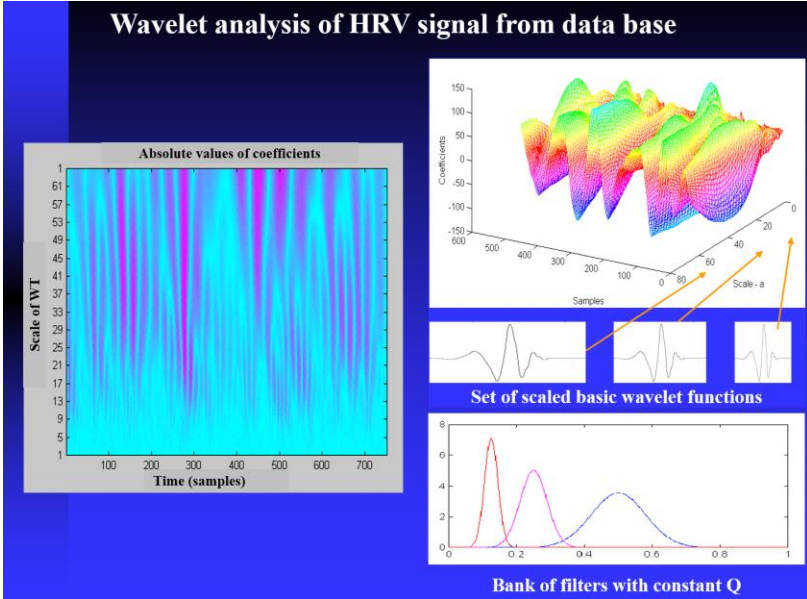 Wavelet analysis of HRV signal from data base
Absolute values of coefficients
Scale of WT
1
61
57
53
49
45
41
37
33
29
25
21
17
13
9
5
1
100 200 300 400 500 600 700
Time (samples)
Coefficients
150
100
50
0
-50
-100
-150
600 500 400 300 200 100 0
Samples
80 60 40 20 0
Scale - a
Set of scaled basic wavelet functions
8
6
4
2
0
0 0.2 0.4 0.6 0.8 1
Bank of filters with constant Q